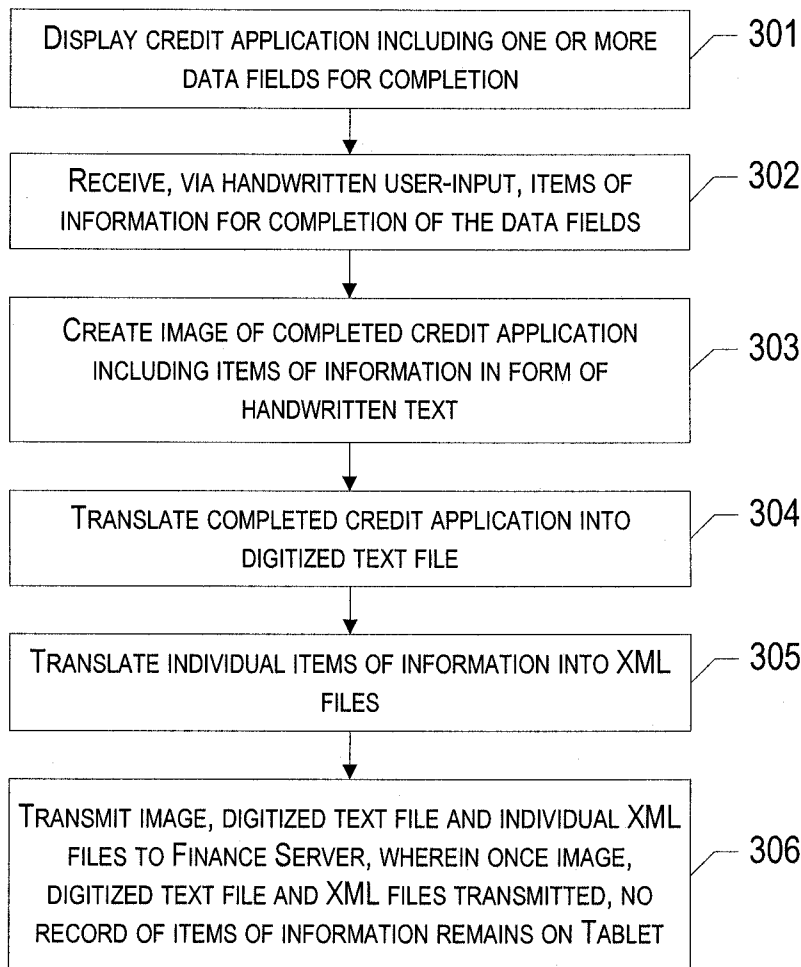 DISPLAY CREDIT APPLICATION INCLUDING ONE OR MORE
DATA FIELDS FOR COMPLETION
301
RECEIVE, VIA HANDWRITTEN USER-INPUT, ITEMS OF
INFORMATION FOR COMPLETION OF THE DATA FIELDS
302
CREATE IMAGE OF COMPLETED CREDIT APPLICATION
INCLUDING ITEMS OF INFORMATION IN FORM OF
HANDWRITTEN TEXT
303
TRANSLATE COMPLETED CREDIT APPLICATION INTO
DIGITIZED TEXT FILE
304
TRANSLATE INDIVIDUAL ITEMS OF INFORMATION INTO XML
FILES
305
TRANSMIT IMAGE, DIGITIZED TEXT FILE AND INDIVIDUAL XML
FILES TO FINANCE SERVER, WHEREIN ONCE IMAGE,
DIGITIZED TEXT FILE AND XML FILES TRANSMITTED, NO
RECORD OF ITEMS OF INFORMATION REMAINS ON TABLET
306